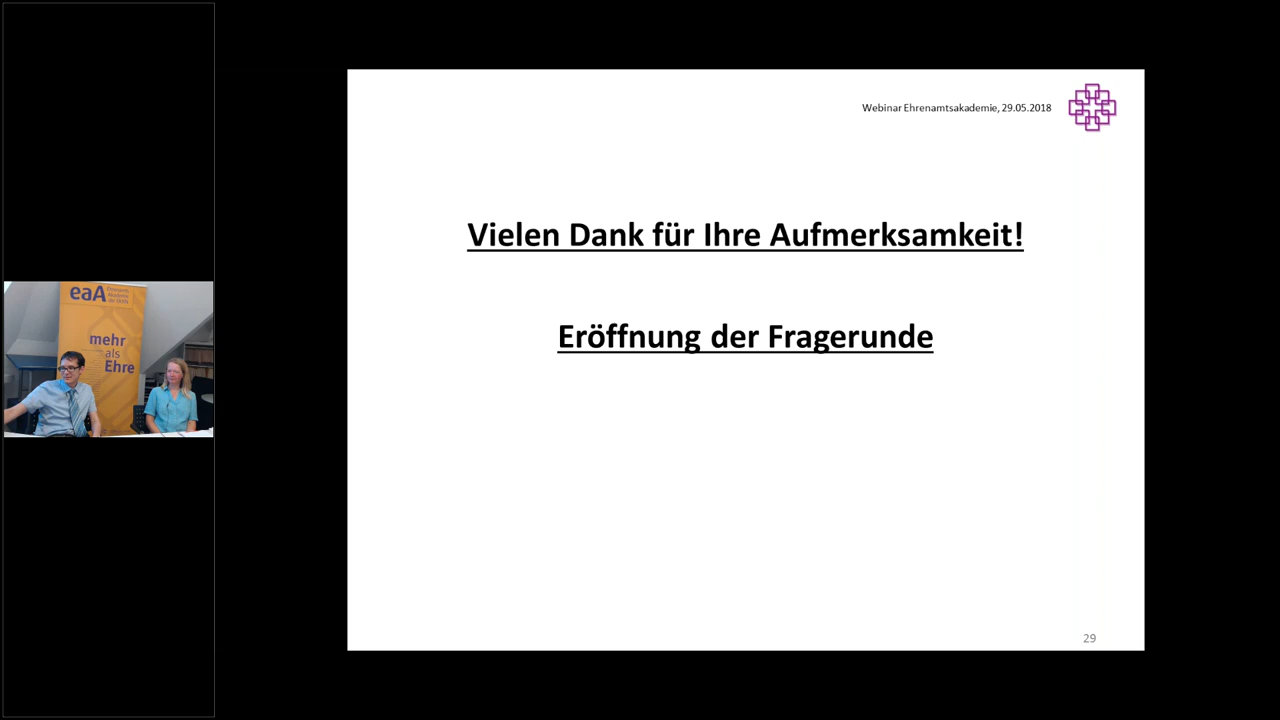 Webinar Ehrenamtsakademie, 29.05.2018
Vielen Dank für Ihre Aufmerksamkeit!
Eröffnung der Fragerunde
29
eaA
mehr
als
Ehre